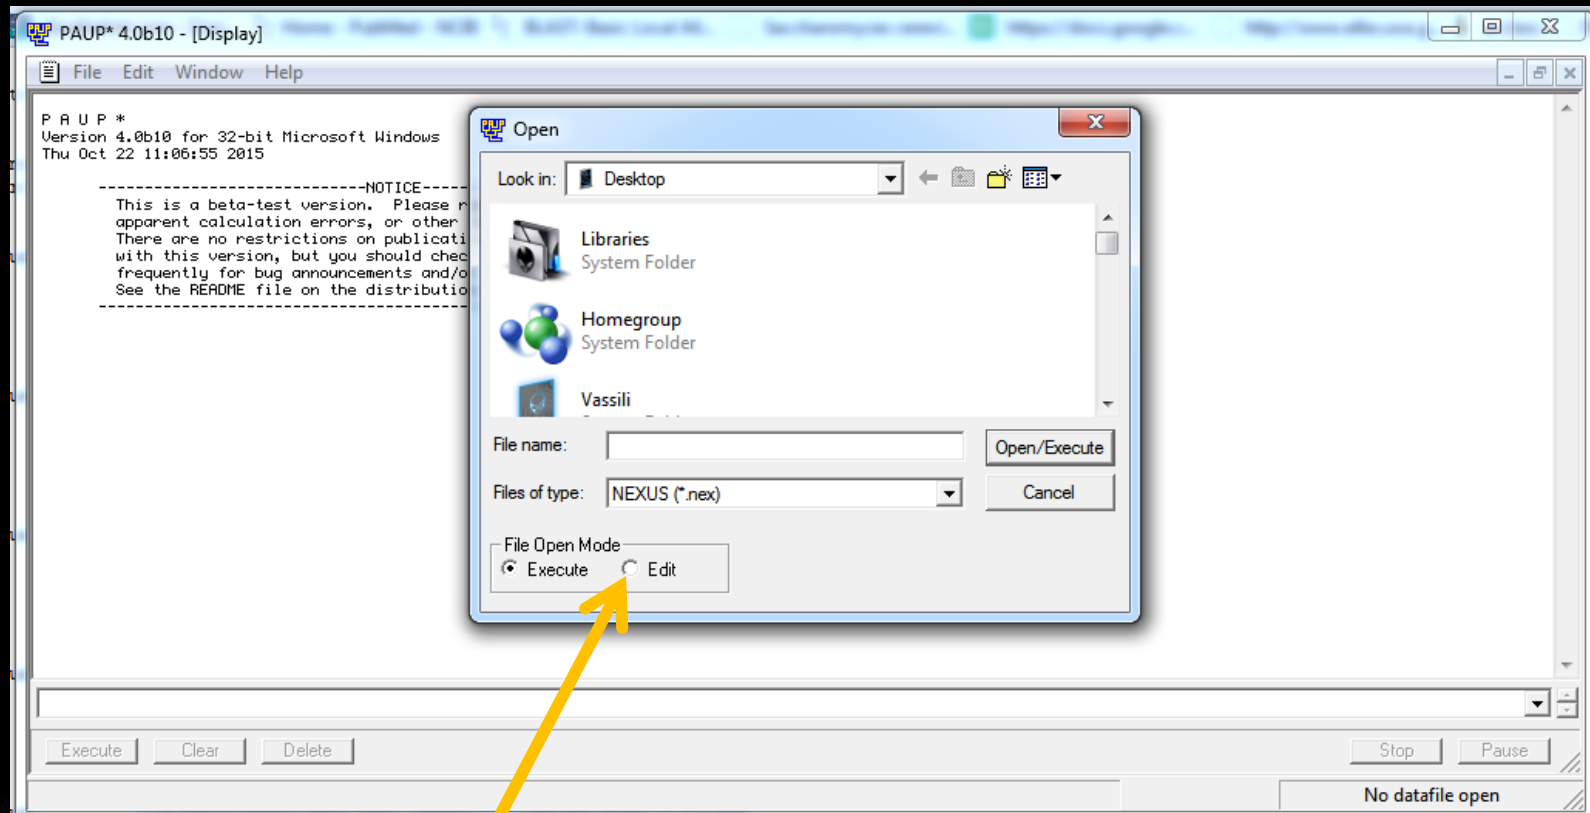 PAUP* 4.0b10 - [Display]
File Edit Window Help
P A U P *
Version 4.0b10 for 32-bit Microsoft Windows
Thu Oct 22 11:06:55 2015
-----------------------------NOTICE-----
This is a beta-test version. Please r
apparent calculation errors, or other
There are no restrictions on publicati
with this version, but you should chec
frequently for bug announcements and/o
See the README file on the distributio
----------------------------------------
Open
Look in: Desktop
Libraries
System Folder
Homegroup
System Folder
Vassili
File name:
Open/Execute
Files of type: NEXUS (*.nex)
Cancel
File Open Mode
Execute Edit
Execute Clear Delete Stop Pause
No datafile open